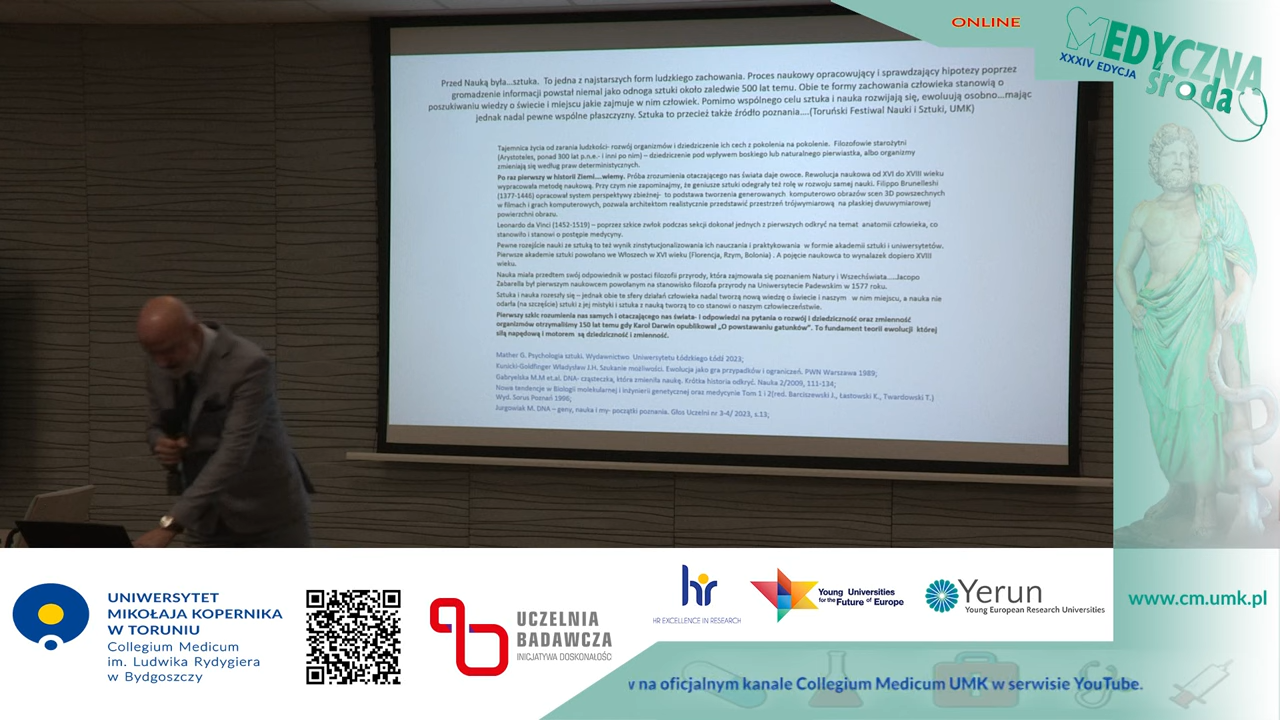 ONLINE
MEDYCZNA
XXXIV EDYCJA
środa
Przed Nauką była...sztuka. To jedna z najstarszych form ludzkiego zachowania. Proces naukowy opracowujący i sprawdzający hipotezy poprzez
gromadzenie informacji powstał niemal jako odnoga sztuki około zaledwie 500 lat temu. Obie te formy zachowania człowieka stanowią o
poszukiwaniu wiedzy o świecie i miejscu jakie zajmuje w nim człowiek. Pomimo wspólnego celu sztuka i nauka rozwijają się, ewoluują osobno...mając
jednak nadal pewne wspólne płaszczyzny. Sztuka to przecież także źródło poznania....(Toruński Festiwal Nauki i Sztuki, UMK)
Tajemnica życia od zarania ludzkości- rozwój organizmów i dziedziczenie ich cech z pokolenia na pokolenie. Filozofowie starożytni
(Arystoteles, ponad 300 lat p.n.e.- i inni po nim) – dziedziczenie pod wpływem boskiego lub naturalnego pierwiastka, albo organizmy
zmieniają się według praw deterministycznych.
Po raz pierwszy w historii Ziemi....wiemy. Próba zrozumienia otaczającego nas świata daje owoce. Rewolucja naukowa od XVI do XVIII wieku
wypracowała metodę naukową. Przy czym nie zapominajmy, że geniusze sztuki odegrały też rolę w rozwoju samej nauki. Filippo Brunelleshi
(1377-1446) opracował system perspektywy zbieżnej- to podstawa tworzenia generowanych komputerowo obrazów scen 3D powszechnych
w filmach i grach komputerowych, pozwala architektom realistycznie przedstawić przestrzeń trójwymiarową na płaskiej dwuwymiarowej
powierzchni obrazu.
Leonardo da Vinci (1452-1519) – poprzez szkice zwłok podczas sekcji dokonał jednych z pierwszych odkryć na temat anatomii człowieka, co
stanowiło i stanowi o postępie medycyny.
Pewne rozejście nauki ze sztuką to też wynik zinstytucjonalizowania ich nauczania i praktykowania w formie akademii sztuki i uniwersytetów.
Pierwsze akademie sztuki powołano we Włoszech w XVI wieku (Florencja, Rzym, Bolonia) . A pojęcie naukowca to wynalazek dopiero XVIII
wieku.
Nauka miała przedtem swój odpowiednik w postaci filozofii przyrody, która zajmowała się poznaniem Natury i Wszechświata.....Jacopo
Zabarella był pierwszym naukowcem powołanym na stanowisko filozofa przyrody na Uniwersytecie Padewskim w 1577 roku.
Sztuka i nauka rozeszły się – jednak obie te sfery działań człowieka nadal tworzą nową wiedzę o świecie i naszym w nim miejscu, a nauka nie
odarła (na szczęście) sztuki z jej mistyki i sztuka z nauką tworzą to co stanowi o naszym człowieczeństwie.
Pierwszy szkic rozumienia nas samych i otaczającego nas świata- i odpowiedzi na pytania o rozwój i dziedziczność oraz zmienność
organizmów otrzymaliśmy 150 lat temu gdy Karol Darwin opublikował „O powstawaniu gatunków”. To fundament teorii ewolucji której
siłą napędową i motorem są dziedziczność i zmienność.
Mather G. Psychologia sztuki. Wydawnictwo Uniwersytetu Łódzkiego Łódź 2023;
Kunicki-Goldfinger Władysław J.H. Szukanie możliwości. Ewolucja jako gra przypadków i ograniczeń. PWN Warszawa 1989;
Gabryelska M.M et.al. DNA- cząsteczka, która zmieniła naukę. Krótka historia odkryć. Nauka 2/2009, 111-134;
Nowe tendencje w Biologii molekularnej i inżynierii genetycznej oraz medycynie Tom 1 i 2(red. Barciszewski J., Łastowski K., Twardowski T.)
Wyd. Sorus Poznań 1996;
Jurgowiak M. DNA – geny, nauka i my- początki poznania. Głos Uczelni nr 3-4/ 2023, s.13;
UNIWERSYTET
MIKOŁAJA KOPERNIKA
W TORUNIU
Collegium Medicum
im. Ludwika Rydygiera
w Bydgoszczy
UCZELNIA
BADAWCZA
INICJATYWA DOSKONAŁOŚCI
hr
HR EXCELLENCE IN RESEARCH
Young Universities
for the Future of Europe
Yerun
Young European Research Universities
www.cm.umk.pl
w na oficjalnym kanale Collegium Medicum UMK w serwisie YouTube.